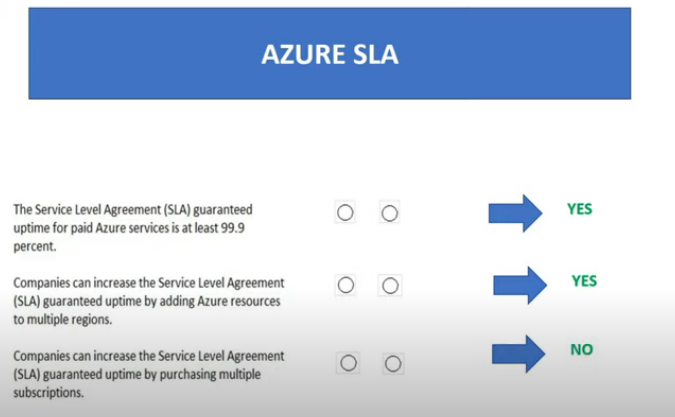 AZURE SLA
The Service Level Agreement (SLA) guaranteed
uptime for paid Azure services is at least 99.9
percent.
YES
Companies can increase the Service Level Agreement
(SLA) guaranteed uptime by adding Azure resources
to multiple regions.
YES
Companies can increase the Service Level Agreement
(SLA) guaranteed uptime by purchasing multiple
subscriptions.
NO